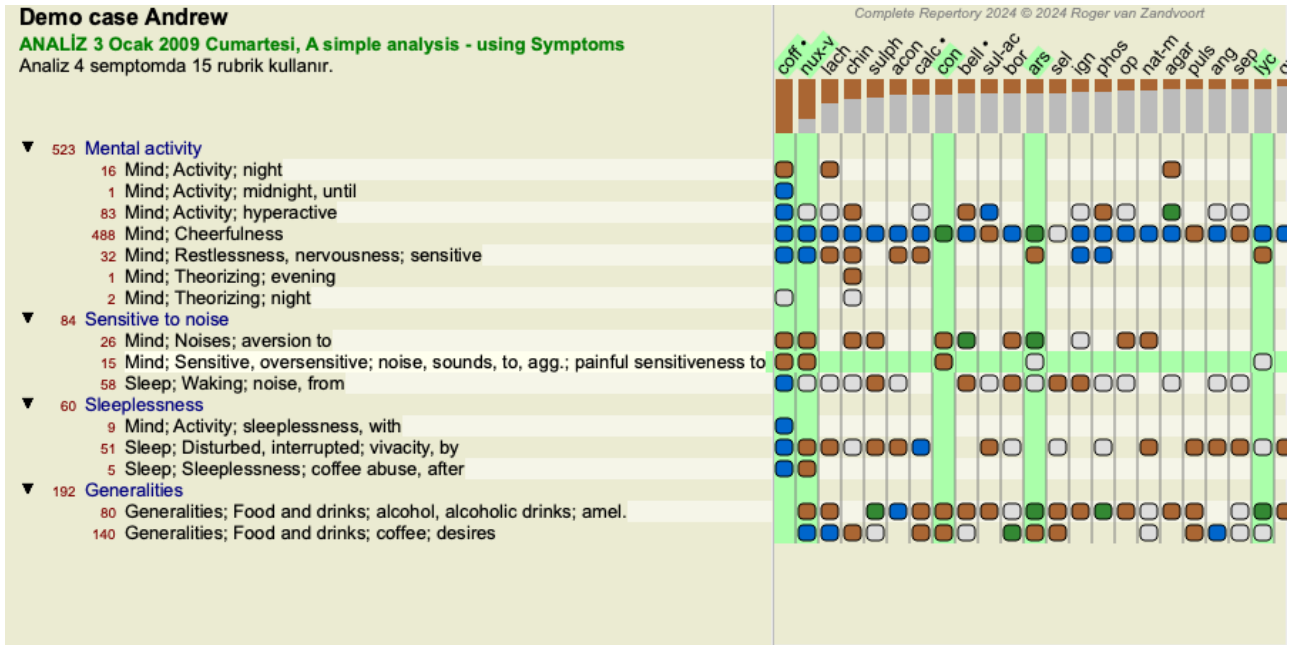 Demo case Andrew
Complete Repertory 2024 © 2024 Roger van Zandvoort
ANALİZ 3 Ocak 2009 Cumartesi, A simple analysis - using Symptoms
Analiz 4 semptomda 15 rubrik kullanır.
coff • nux-v lach chin sulph acon calc • con bell • sul-ac bor ars sel ign phos op nat-m agar puls ang sep lyc
▼ 523 Mental activity
16 Mind; Activity; night
1 Mind; Activity; midnight, until
83 Mind; Activity; hyperactive
488 Mind; Cheerfulness
32 Mind; Restlessness, nervousness; sensitive
1 Mind; Theorizing; evening
2 Mind; Theorizing; night
▼ 84 Sensitive to noise
26 Mind; Noises; aversion to
15 Mind; Sensitive, oversensitive; noise, sounds, to, agg.; painful sensitiveness to
58 Sleep; Waking; noise, from
▼ 60 Sleeplessness
9 Mind; Activity; sleeplessness, with
51 Sleep; Disturbed, interrupted; vivacity, by
5 Sleep; Sleeplessness; coffee abuse, after
▼ 192 Generalities
80 Generalities; Food and drinks; alcohol, alcoholic drinks; amel.
140 Generalities; Food and drinks; coffee; desires